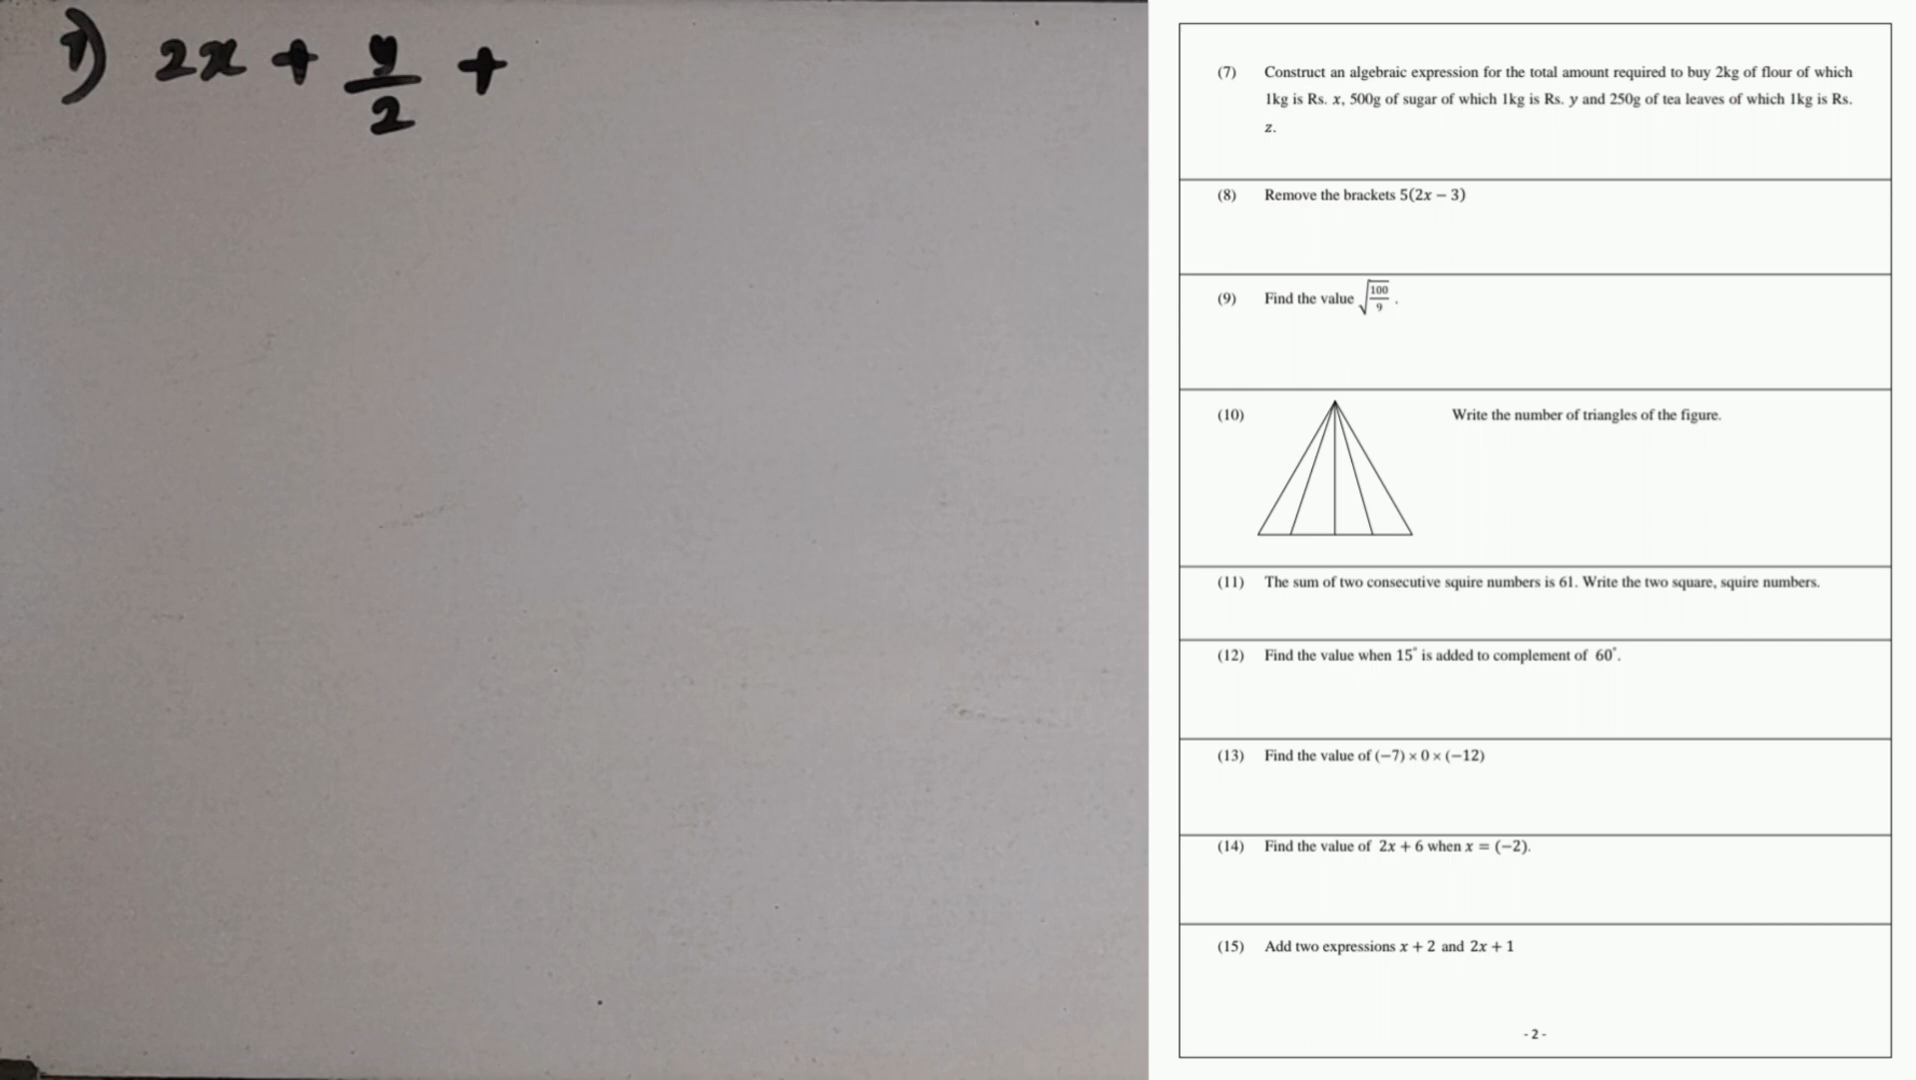 7) 2x + y/2 +
(7) Construct an algebraic expression for the total amount required to buy 2kg of flour of which
1kg is Rs. x, 500g of sugar of which 1kg is Rs. y and 250g of tea leaves of which 1kg is Rs.
z.
(8) Remove the brackets 5(2x − 3)
(9) Find the value √(100/9) .
(10) Write the number of triangles of the figure.
(11) The sum of two consecutive squire numbers is 61. Write the two square, squire numbers.
(12) Find the value when 15° is added to complement of 60°.
(13) Find the value of (−7) × 0 × (−12)
(14) Find the value of 2x + 6 when x = (−2).
(15) Add two expressions x + 2 and 2x + 1
- 2 -